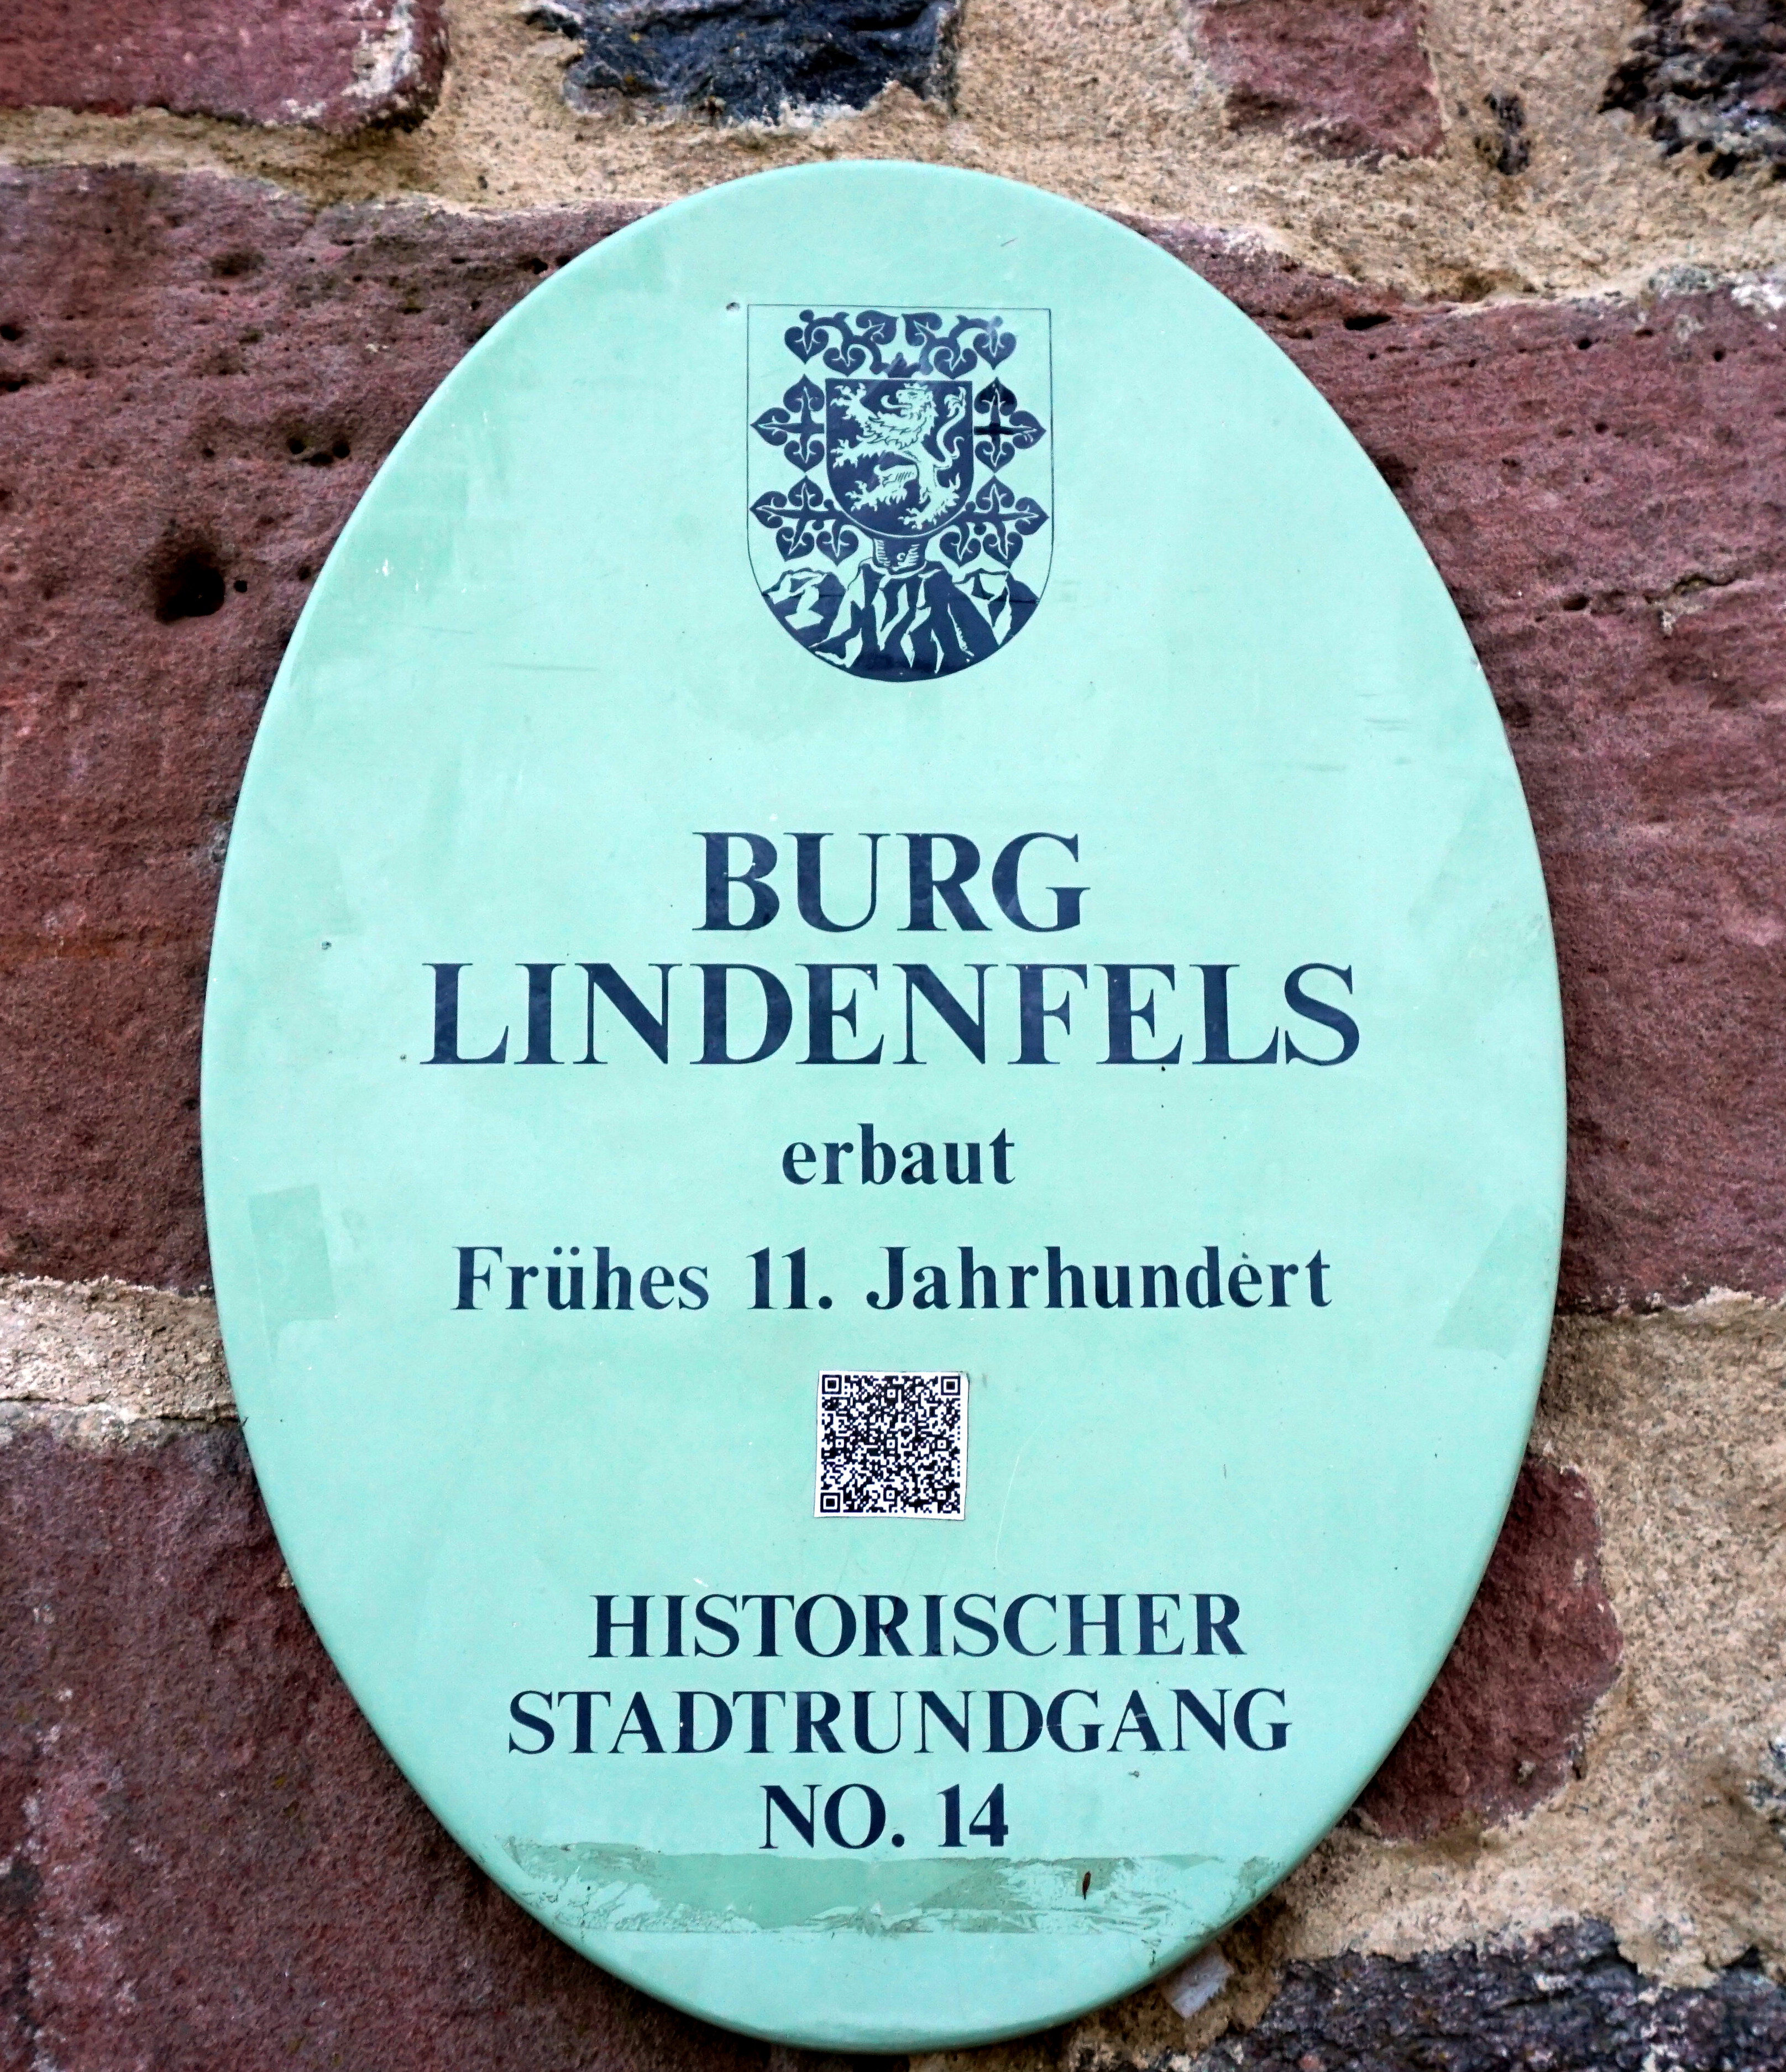 BURG
LINDENFELS
erbaut
Frühes 11. Jahrhundert
HISTORISCHER
STADTRUNDGANG
NO. 14